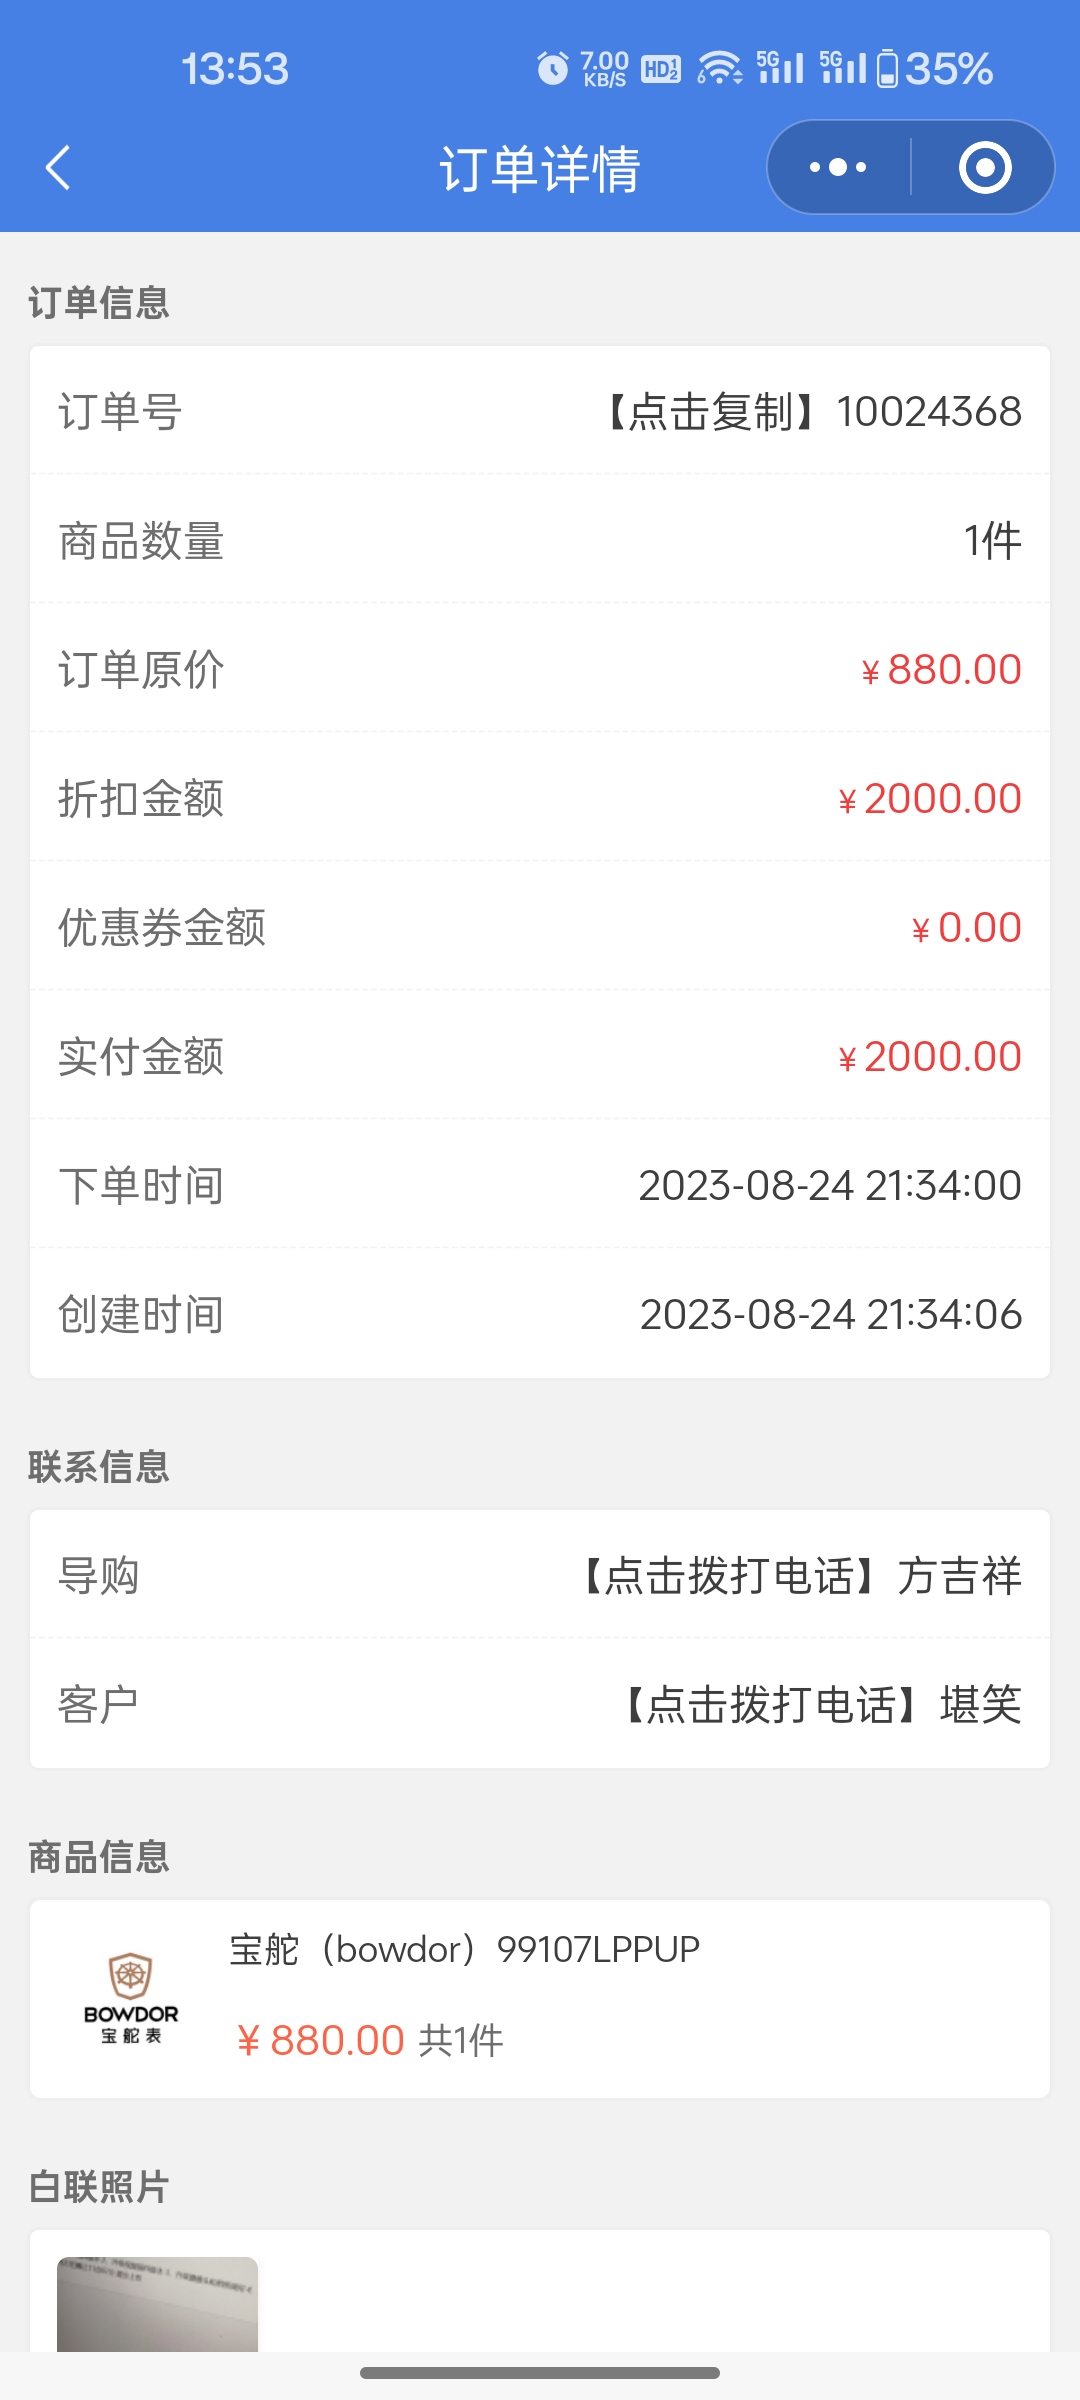 13:53
7.00 KB/S HD 1 2 6 5G 5G 35%
订单详情
订单信息
订单号 【点击复制】10024368
商品数量 1件
订单原价 ¥880.00
折扣金额 ¥2000.00
优惠券金额 ¥0.00
实付金额 ¥2000.00
下单时间 2023-08-24 21:34:00
创建时间 2023-08-24 21:34:06
联系信息
导购 【点击拨打电话】方吉祥
客户 【点击拨打电话】堪笑
商品信息
宝舵（bowdor）99107LPPUP
BOWDOR
宝舵表
¥880.00 共1件
白联照片